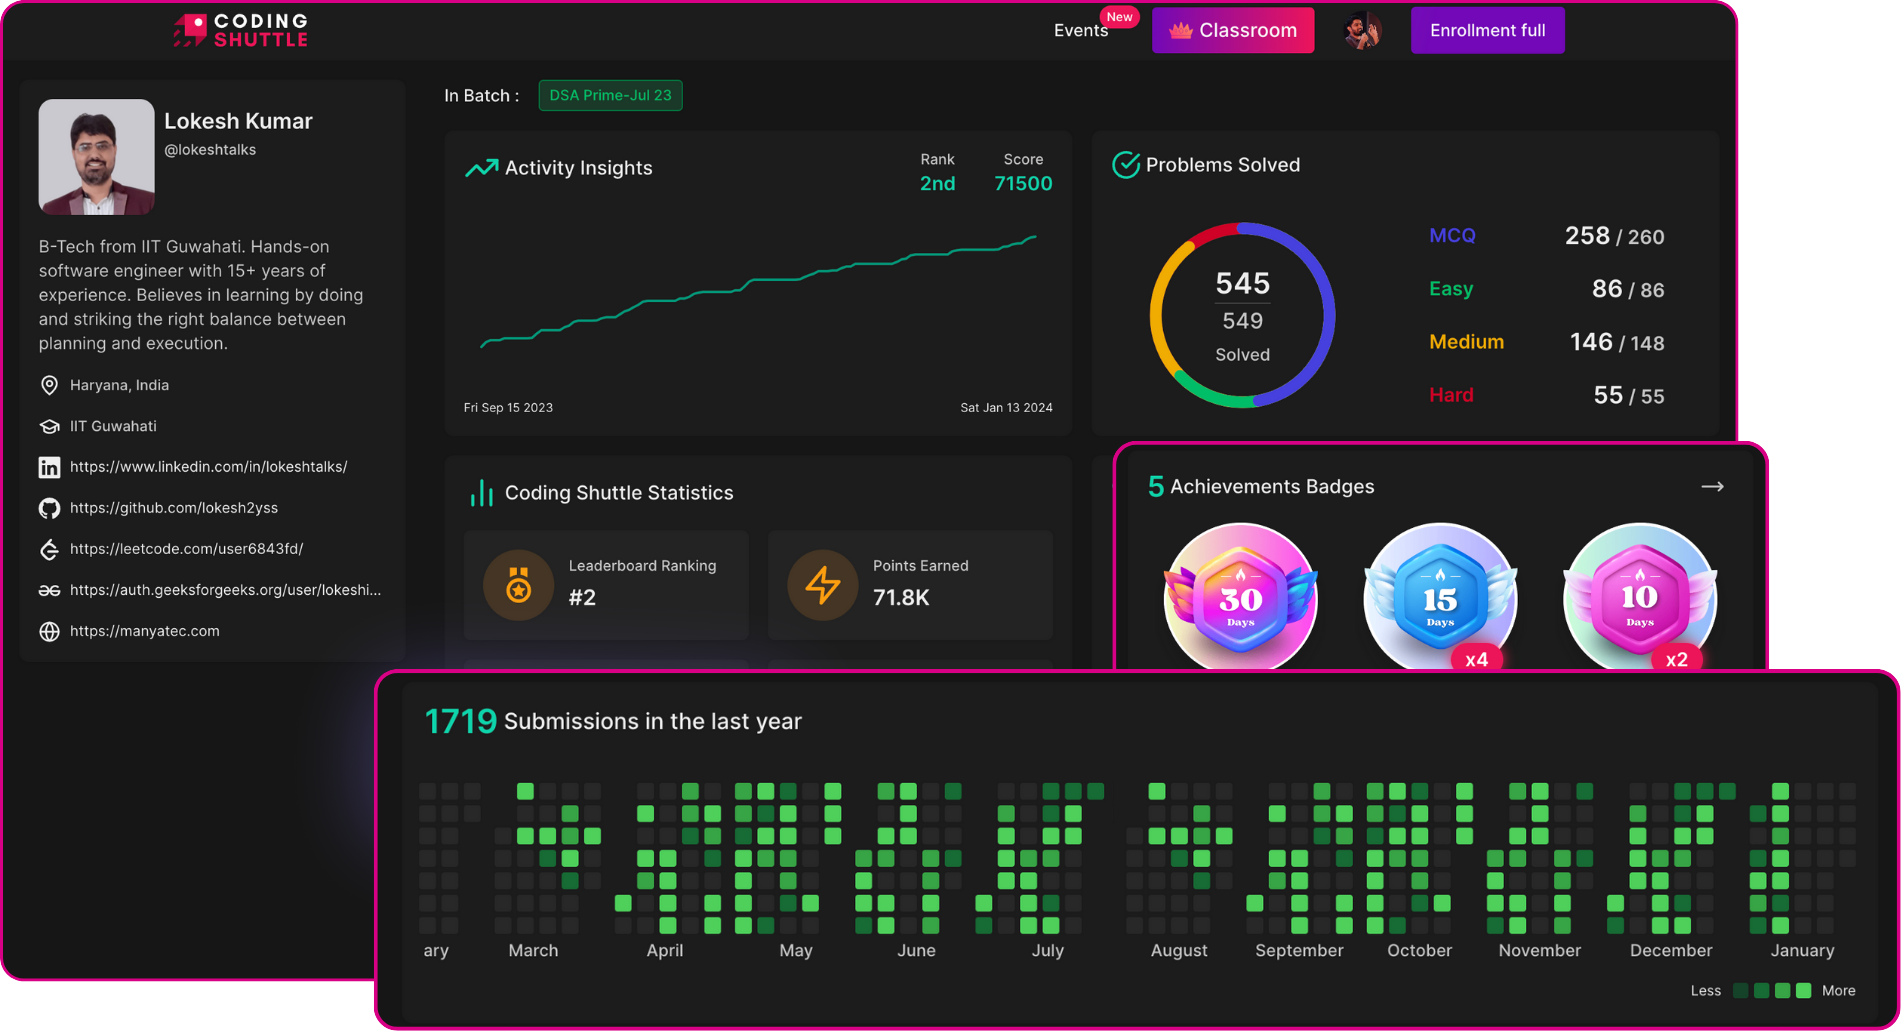 CODING
SHUTTLE
Events
New
Classroom
Enrollment full
Lokesh Kumar
@lokeshtalks
B-Tech from IIT Guwahati. Hands-on
software engineer with 15+ years of
experience. Believes in learning by doing
and striking the right balance between
planning and execution.
Haryana, India
IIT Guwahati
in https://www.linkedin.com/in/lokeshtalks/
https://github.com/lokesh2yss
https://leetcode.com/user6843fd/
https://auth.geeksforgeeks.org/user/lokeshi...
https://manyatec.com
In Batch :
DSA Prime-Jul 23
Activity Insights
Rank
2nd
Score
71500
Fri Sep 15 2023
Sat Jan 13 2024
Problems Solved
545
549
Solved
MCQ 258 / 260
Easy 86 / 86
Medium 146 / 148
Hard 55 / 55
Coding Shuttle Statistics
Leaderboard Ranking
#2
Points Earned
71.8K
5 Achievements Badges
30
Days
15
Days
x4
10
Days
x2
1719 Submissions in the last year
ary March April May June July August September October November December January
Less More